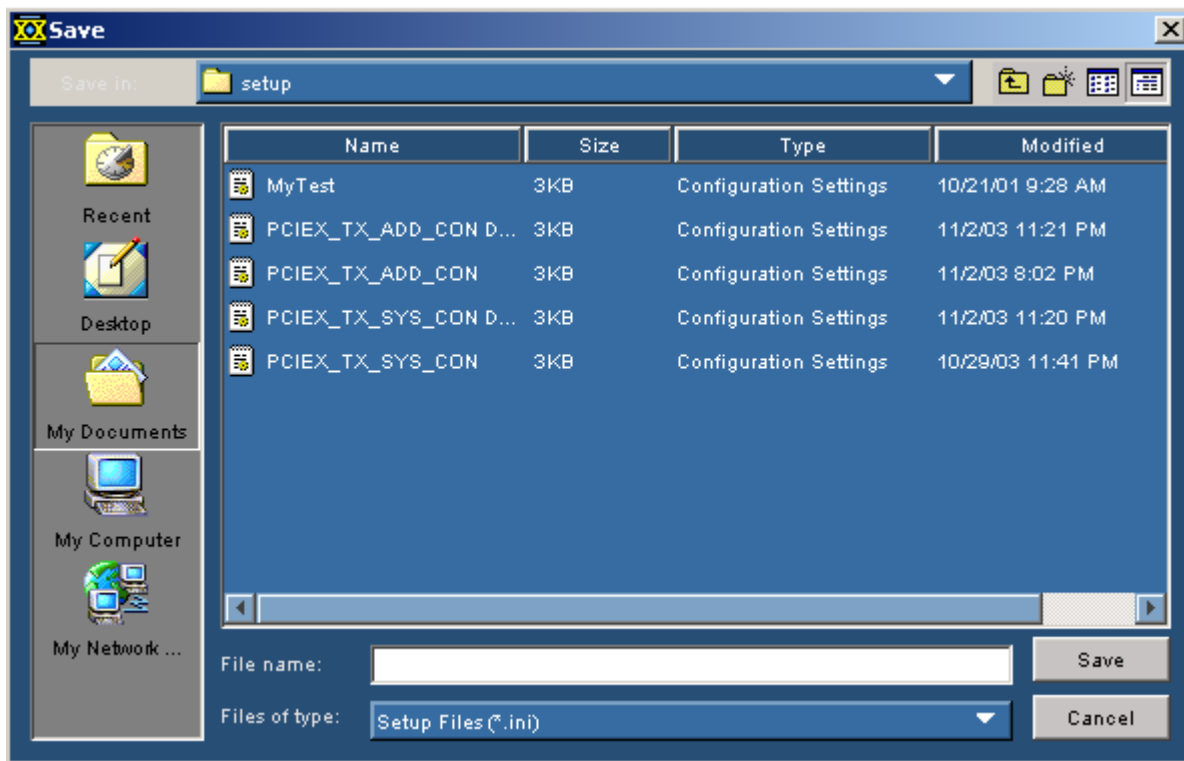 Save
Save in:
setup
Name Size Type Modified
MyTest 3KB Configuration Settings 10/21/01 9:28 AM
PCIEX_TX_ADD_CON D... 3KB Configuration Settings 11/2/03 11:21 PM
PCIEX_TX_ADD_CON 3KB Configuration Settings 11/2/03 8:02 PM
PCIEX_TX_SYS_CON D... 3KB Configuration Settings 11/2/03 11:20 PM
PCIEX_TX_SYS_CON 3KB Configuration Settings 10/29/03 11:41 PM
Recent
Desktop
My Documents
My Computer
My Network ...
File name:
Save
Files of type:
Setup Files (*.ini)
Cancel